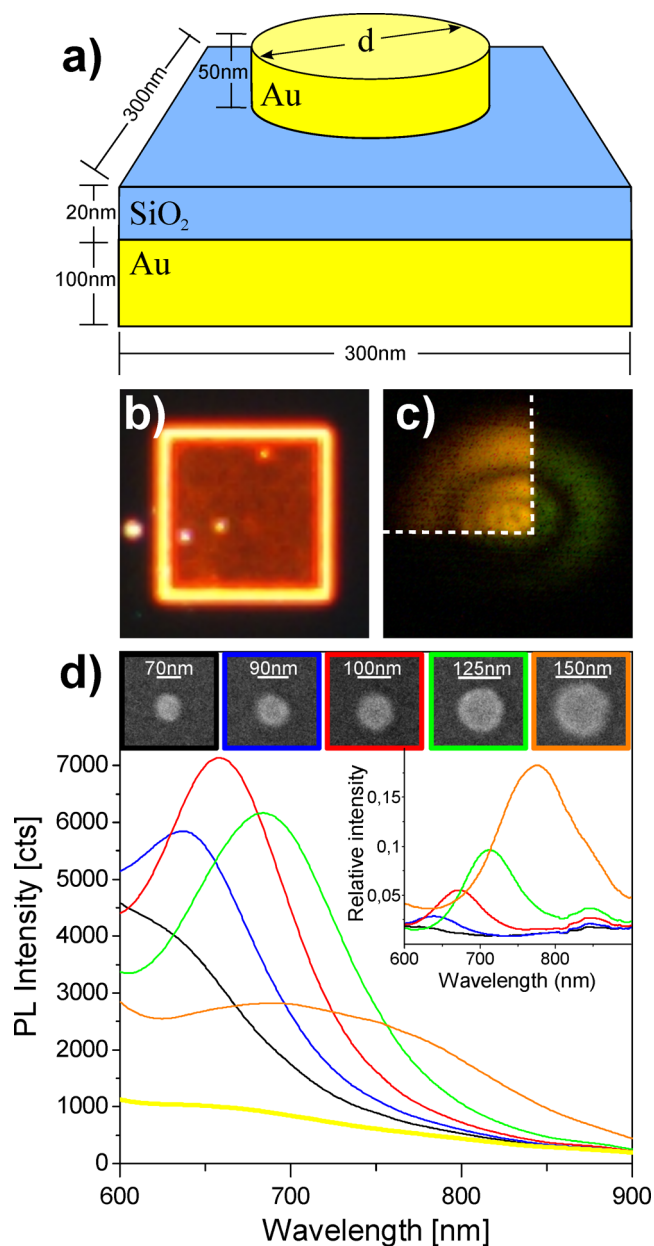 a)
d
50nm
Au
300nm
20nm
SiO₂
100nm
Au
300nm
b)
c)
d)
70nm
90nm
100nm
125nm
150nm
7000
6000
5000
4000
3000
2000
1000
0
PL Intensity [cts]
600
700
800
900
Wavelength [nm]
Relative intensity
0,15
0,1
0,05
600
700
800
Wavelength (nm)